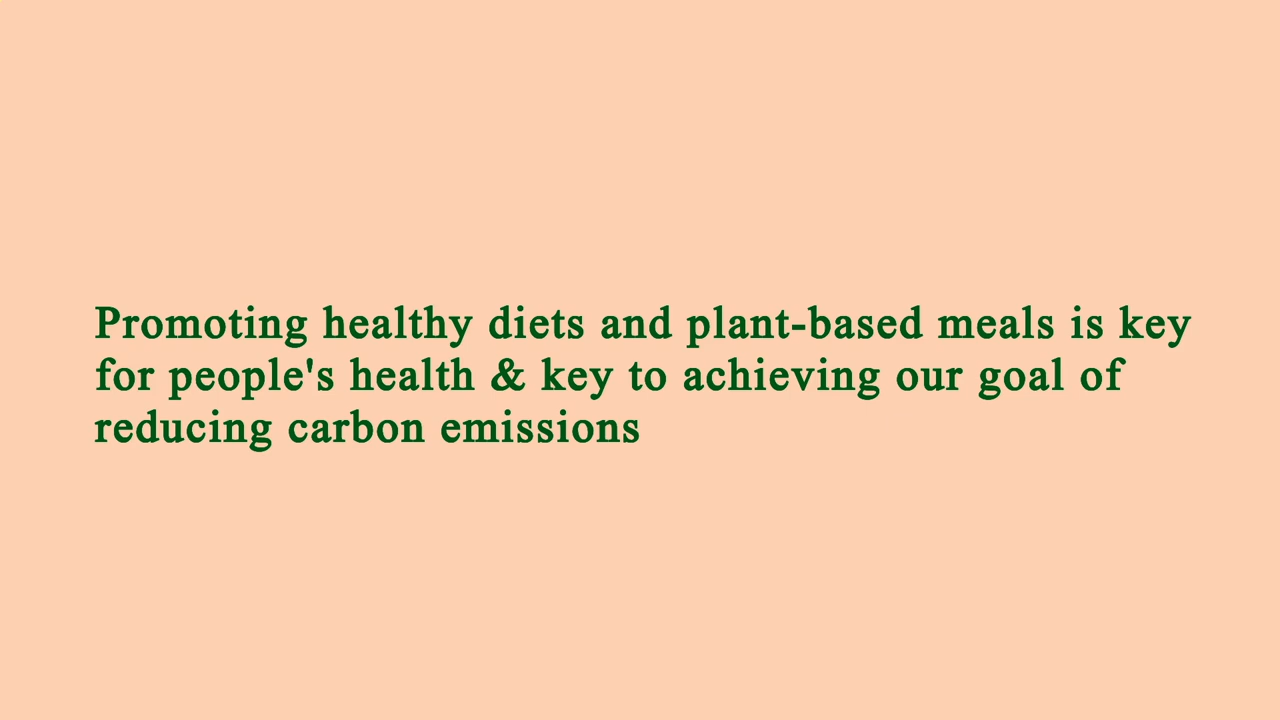 Promoting healthy diets and plant-based meals is key
for people's health & key to achieving our goal of
reducing carbon emissions